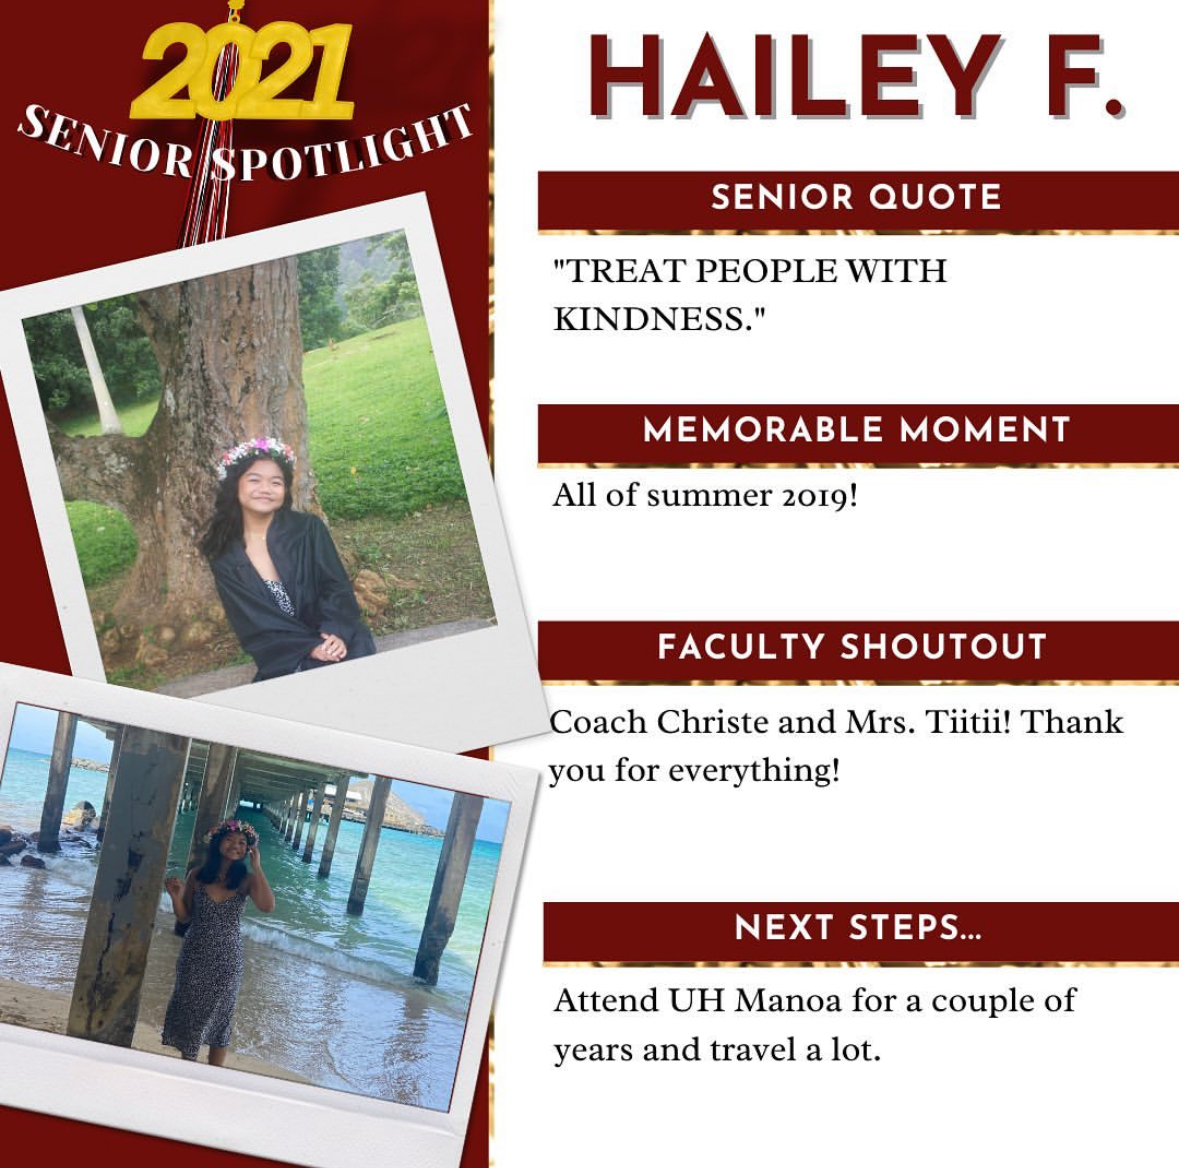 2021
SENIOR SPOTLIGHT
HAILEY F.
SENIOR QUOTE
"TREAT PEOPLE WITH
KINDNESS."
MEMORABLE MOMENT
All of summer 2019!
FACULTY SHOUTOUT
Coach Christe and Mrs. Tiitii! Thank
you for everything!
NEXT STEPS...
Attend UH Manoa for a couple of
years and travel a lot.